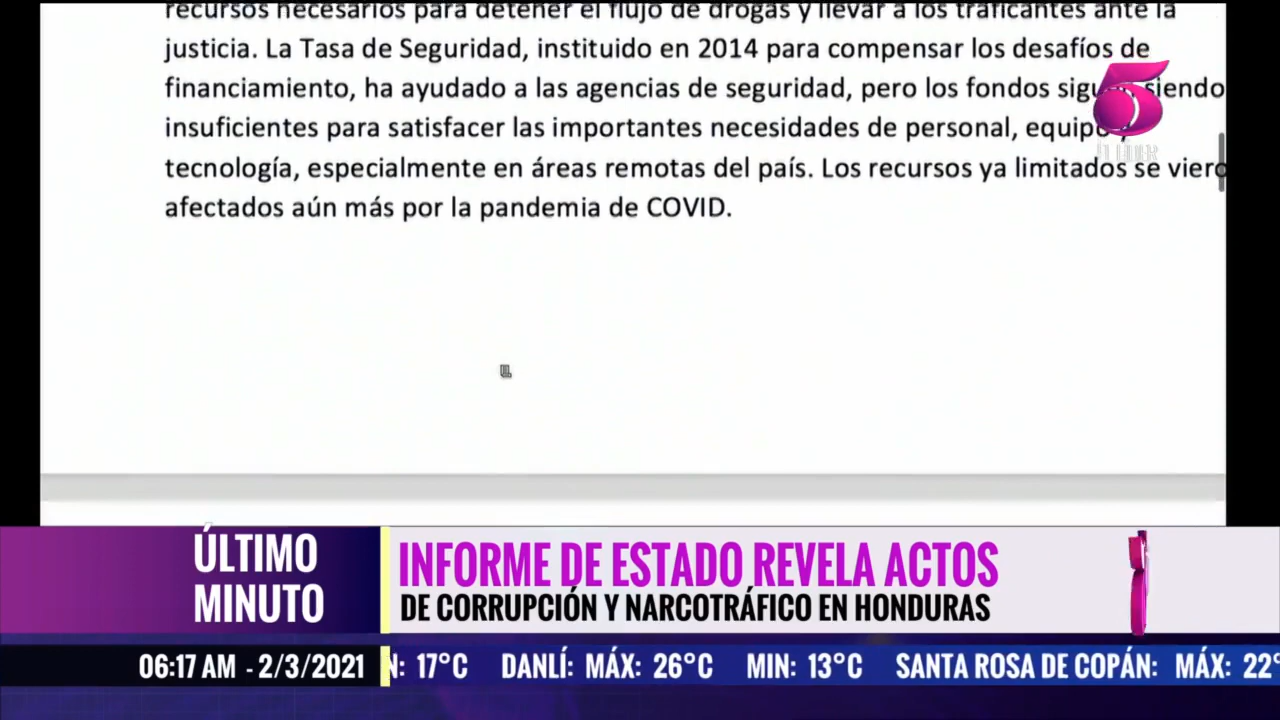 recursos necesarios para detener el flujo de drogas y llevar a los traficantes ante la
justicia. La Tasa de Seguridad, instituido en 2014 para compensar los desafíos de
financiamiento, ha ayudado a las agencias de seguridad, pero los fondos siguen siendo
insuficientes para satisfacer las importantes necesidades de personal, equipo y
tecnología, especialmente en áreas remotas del país. Los recursos ya limitados se viero
afectados aún más por la pandemia de COVID.
5
ÚLTIMO
MINUTO
INFORME DE ESTADO REVELA ACTOS
DE CORRUPCIÓN Y NARCOTRÁFICO EN HONDURAS
06:17 AM - 2/3/2021
N: 17°C DANLÍ: MÁX: 26°C MIN: 13°C SANTA ROSA DE COPÁN: MÁX: 22°